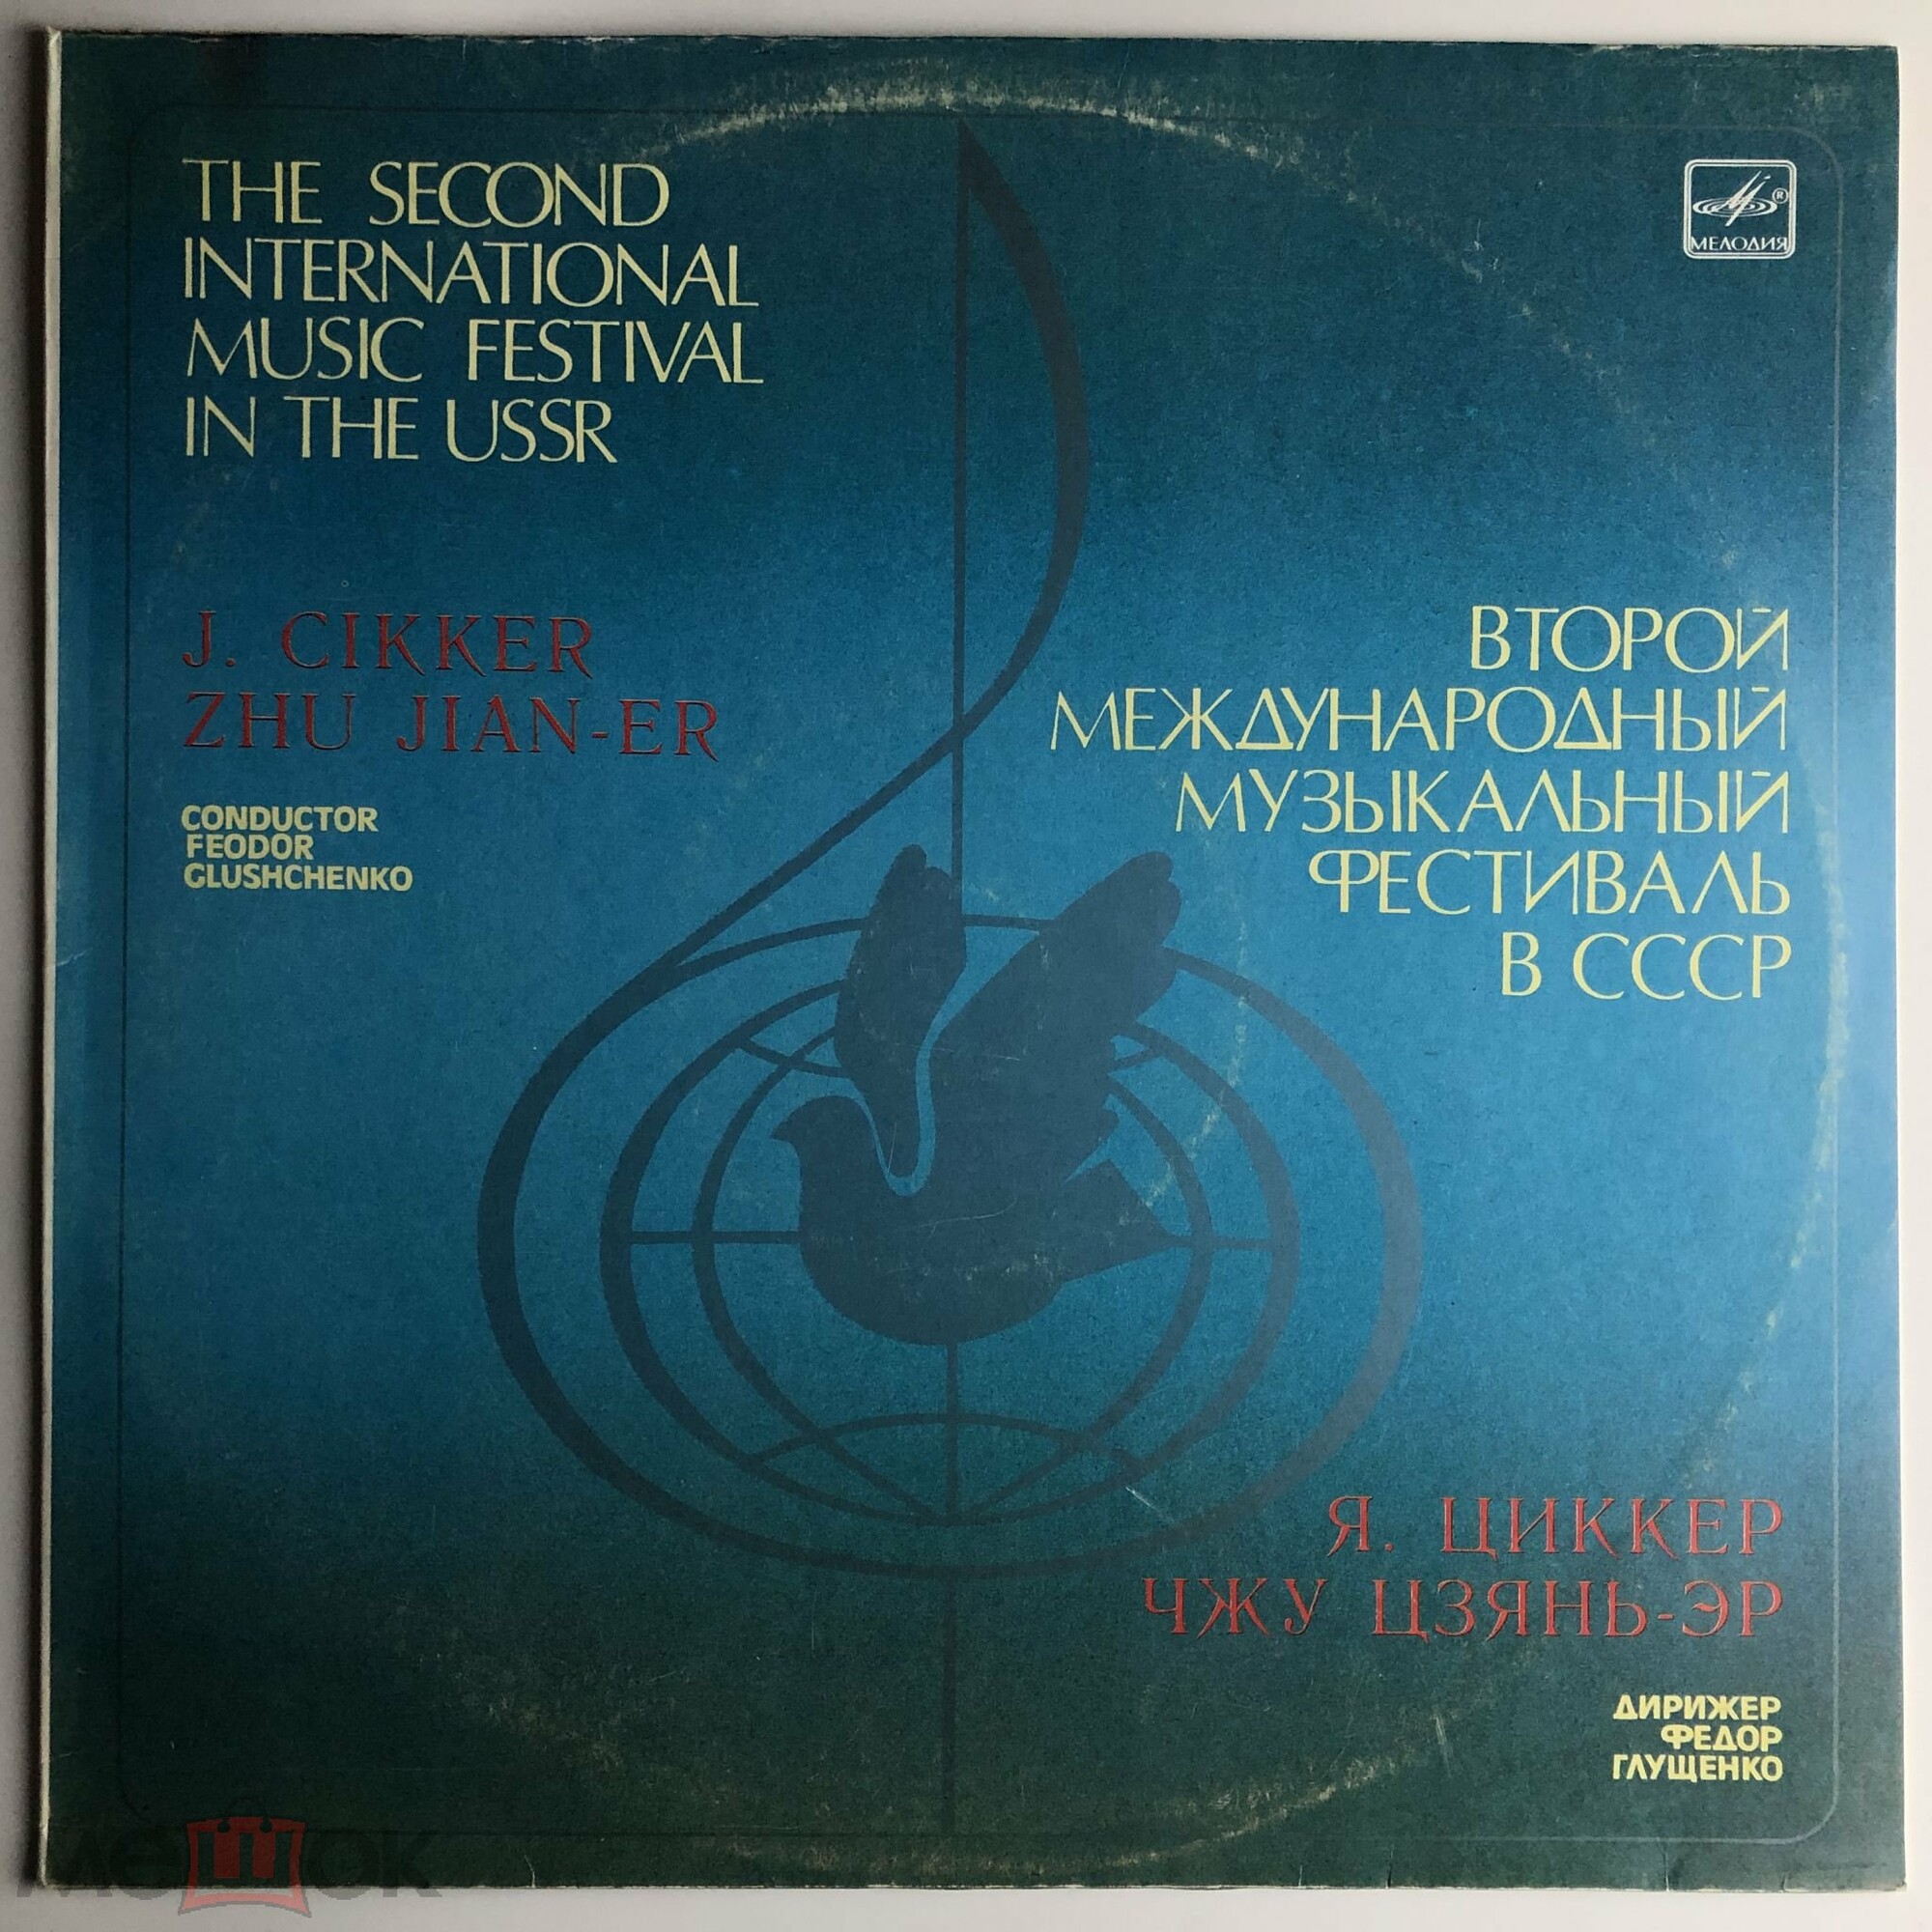 THE SECOND
INTERNATIONAL
MUSIC FESTIVAL
IN THE USSR
®
МЕЛОДИЯ
J. CIKKER
ZHU JIAN-ER
CONDUCTOR
FEODOR
GLUSHCHENKO
ВТОРОЙ
МЕЖДУНАРОДНЫЙ
МУЗЫКАЛЬНЫЙ
ФЕСТИВАЛЬ
В СССР
Я. ЦИККЕР
ЧЖУ ЦЗЯНЬ-ЭР
ДИРИЖЕР
ФЕДОР
ГЛУЩЕНКО
мешок